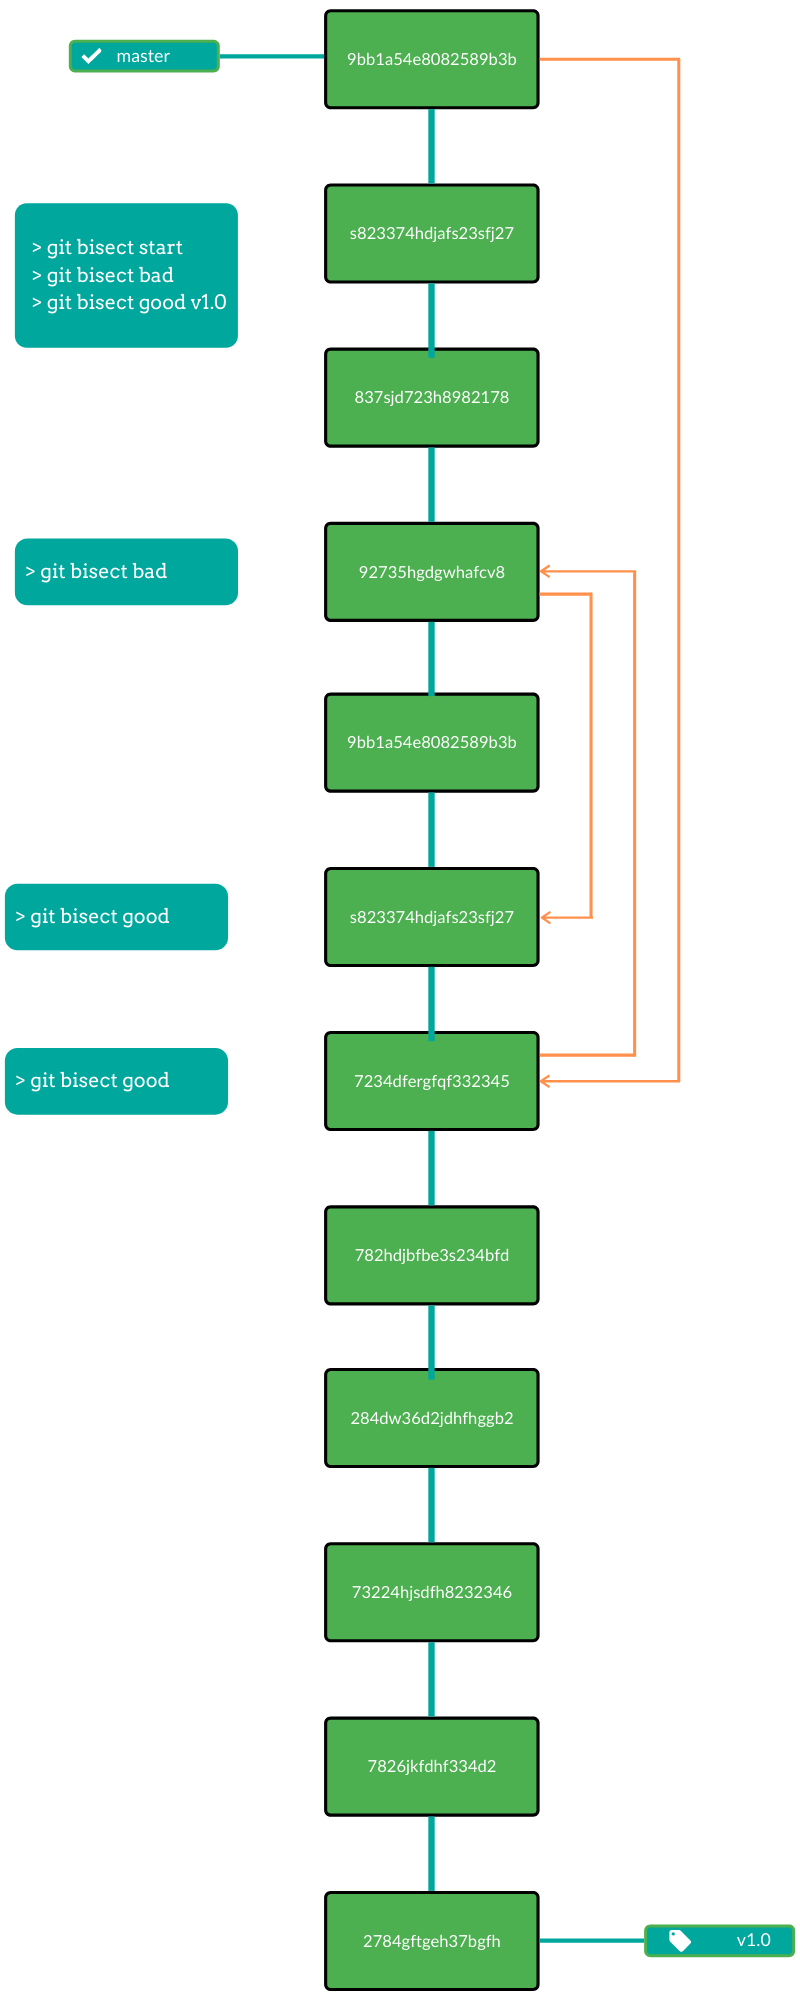 master
9bb1a54e8082589b3b
s823374hdjafs23sfj27
> git bisect start
> git bisect bad
> git bisect good v1.0
837sjd723h8982178
> git bisect bad
92735hgdgwhafcv8
9bb1a54e8082589b3b
> git bisect good
s823374hdjafs23sfj27
> git bisect good
7234dfergfqf332345
782hdjbfbe3s234bfd
284dw36d2jdhfhggb2
73224hjsdfh8232346
7826jkfdhf334d2
2784gftgeh37bgfh
v1.0